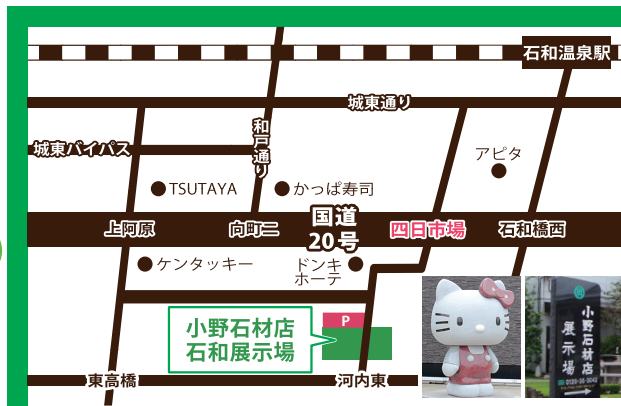 石和温泉駅
城東通り
和戸通り
城東バイパス
アピタ
TSUTAYA
かっぱ寿司
国道
20号
上阿原
向町二
四日市場
石和橋西
ケンタッキー
ドンキ
ホーテ
P
小野石材店
石和展示場
小野石材店
展示場
東高橋
河内東